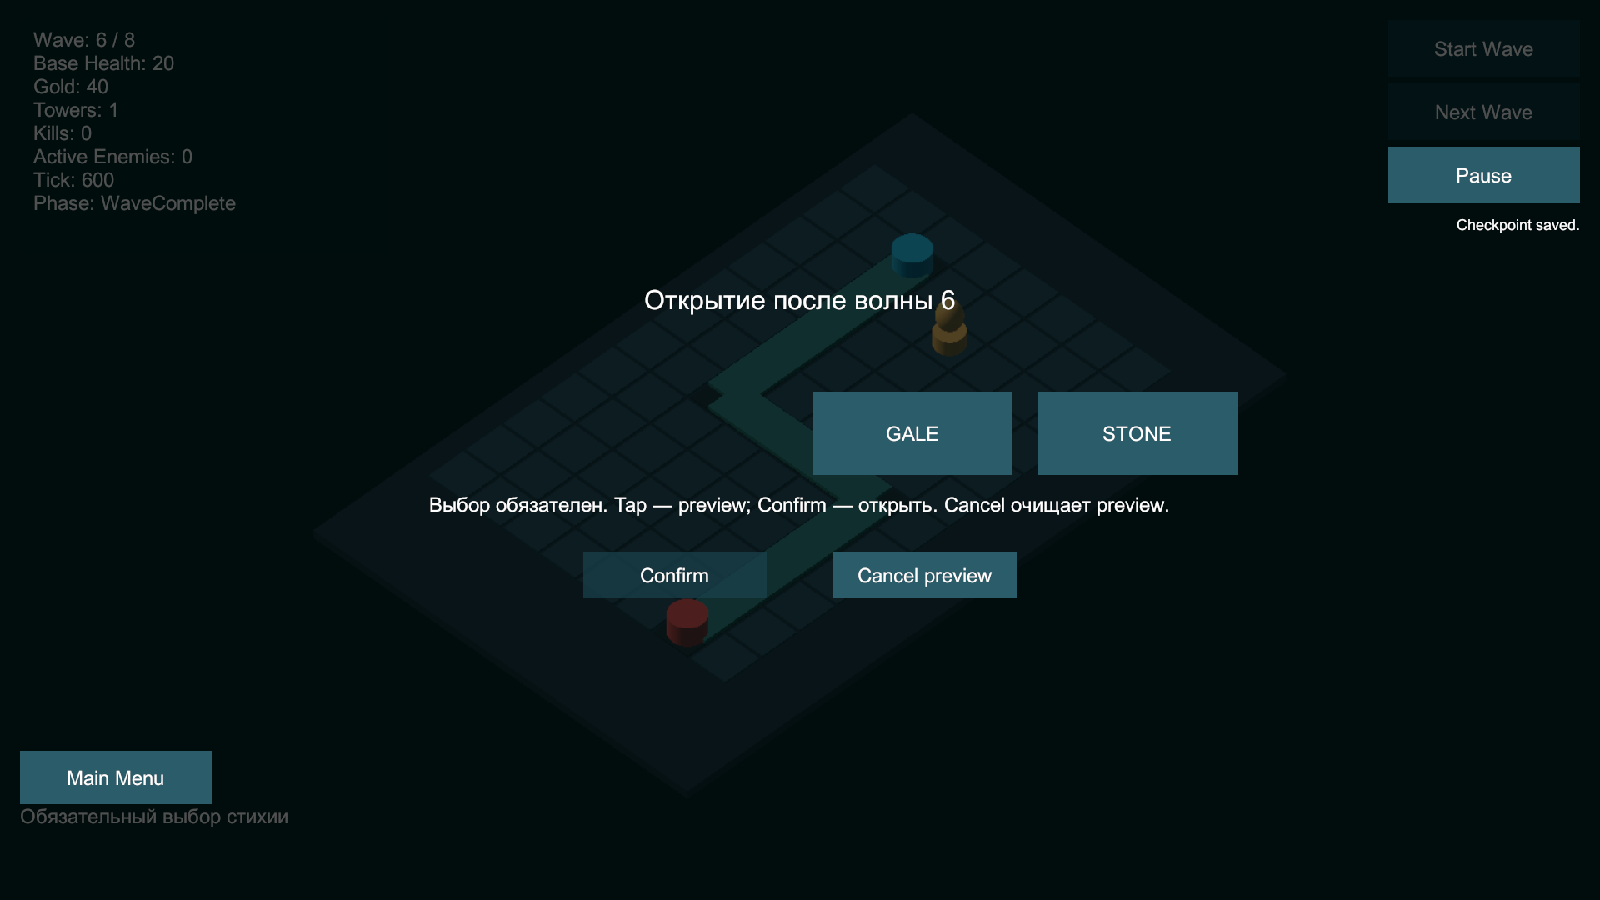 Wave: 6 / 8
Base Health: 20
Gold: 40
Towers: 1
Kills: 0
Active Enemies: 0
Tick: 600
Phase: WaveComplete
Start Wave
Next Wave
Pause
Checkpoint saved.
Открытие после волны 6
GALE
STONE
Выбор обязателен. Tap — preview; Confirm — открыть. Cancel очищает preview.
Confirm
Cancel preview
Main Menu
Обязательный выбор стихии